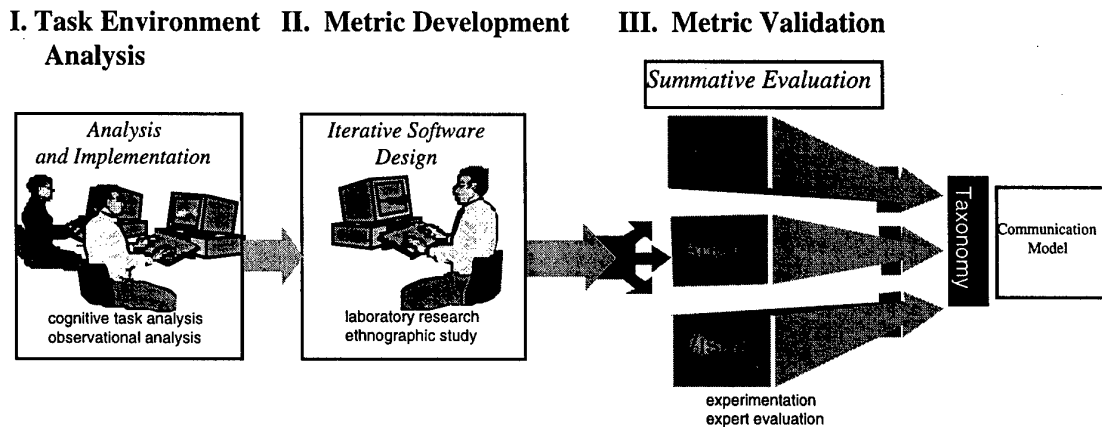 I. Task Environment
Analysis
II. Metric Development
III. Metric Validation
Analysis
and Implementation
cognitive task analysis
observational analysis
Iterative Software
Design
laboratory research
ethnographic study
Summative Evaluation
experimentation
expert evaluation
Taxonomy
Communication
Model